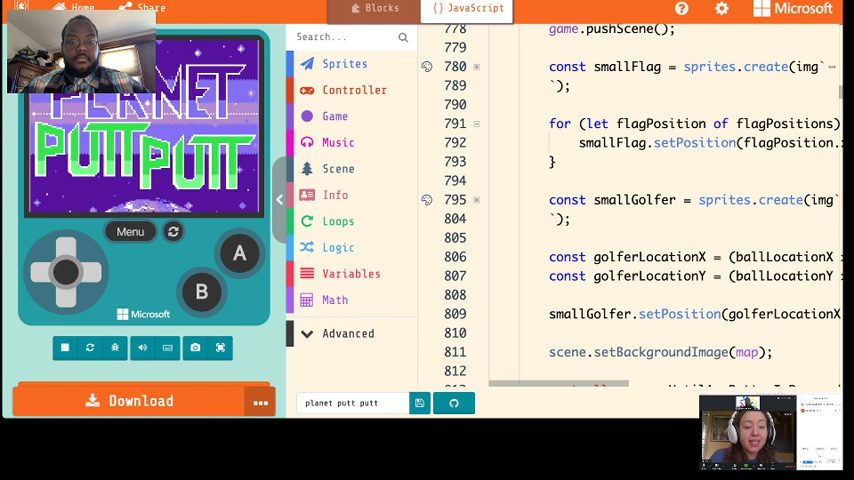 Home
Share
Blocks
{ } JavaScript
Microsoft
PLANET
PUTT PUTT
Menu
A
B
Microsoft
Download
Search...
Sprites
Controller
Game
Music
Scene
Info
Loops
Logic
Variables
Math
Advanced
planet putt putt
778 game.pushScene();
779
780 const smallFlag = sprites.create(img`
789 `);
790
791 for (let flagPosition of flagPositions)
792 smallFlag.setPosition(flagPosition.
793 }
794
795 const smallGolfer = sprites.create(img`
804 `);
805
806 const golferLocationX = (ballLocationX
807 const golferLocationY = (ballLocationY
808
809 smallGolfer.setPosition(golferLocationX
810
811 scene.setBackgroundImage(map);
812